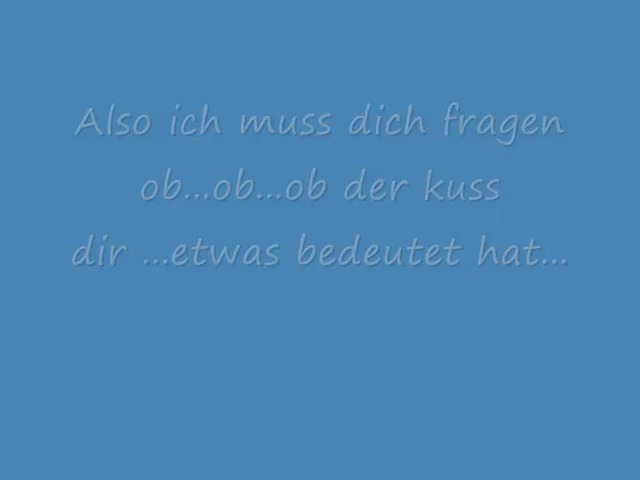 Also ich muss dich fragen
ob...ob...ob der kuss
dir ...etwas bedeutet hat...